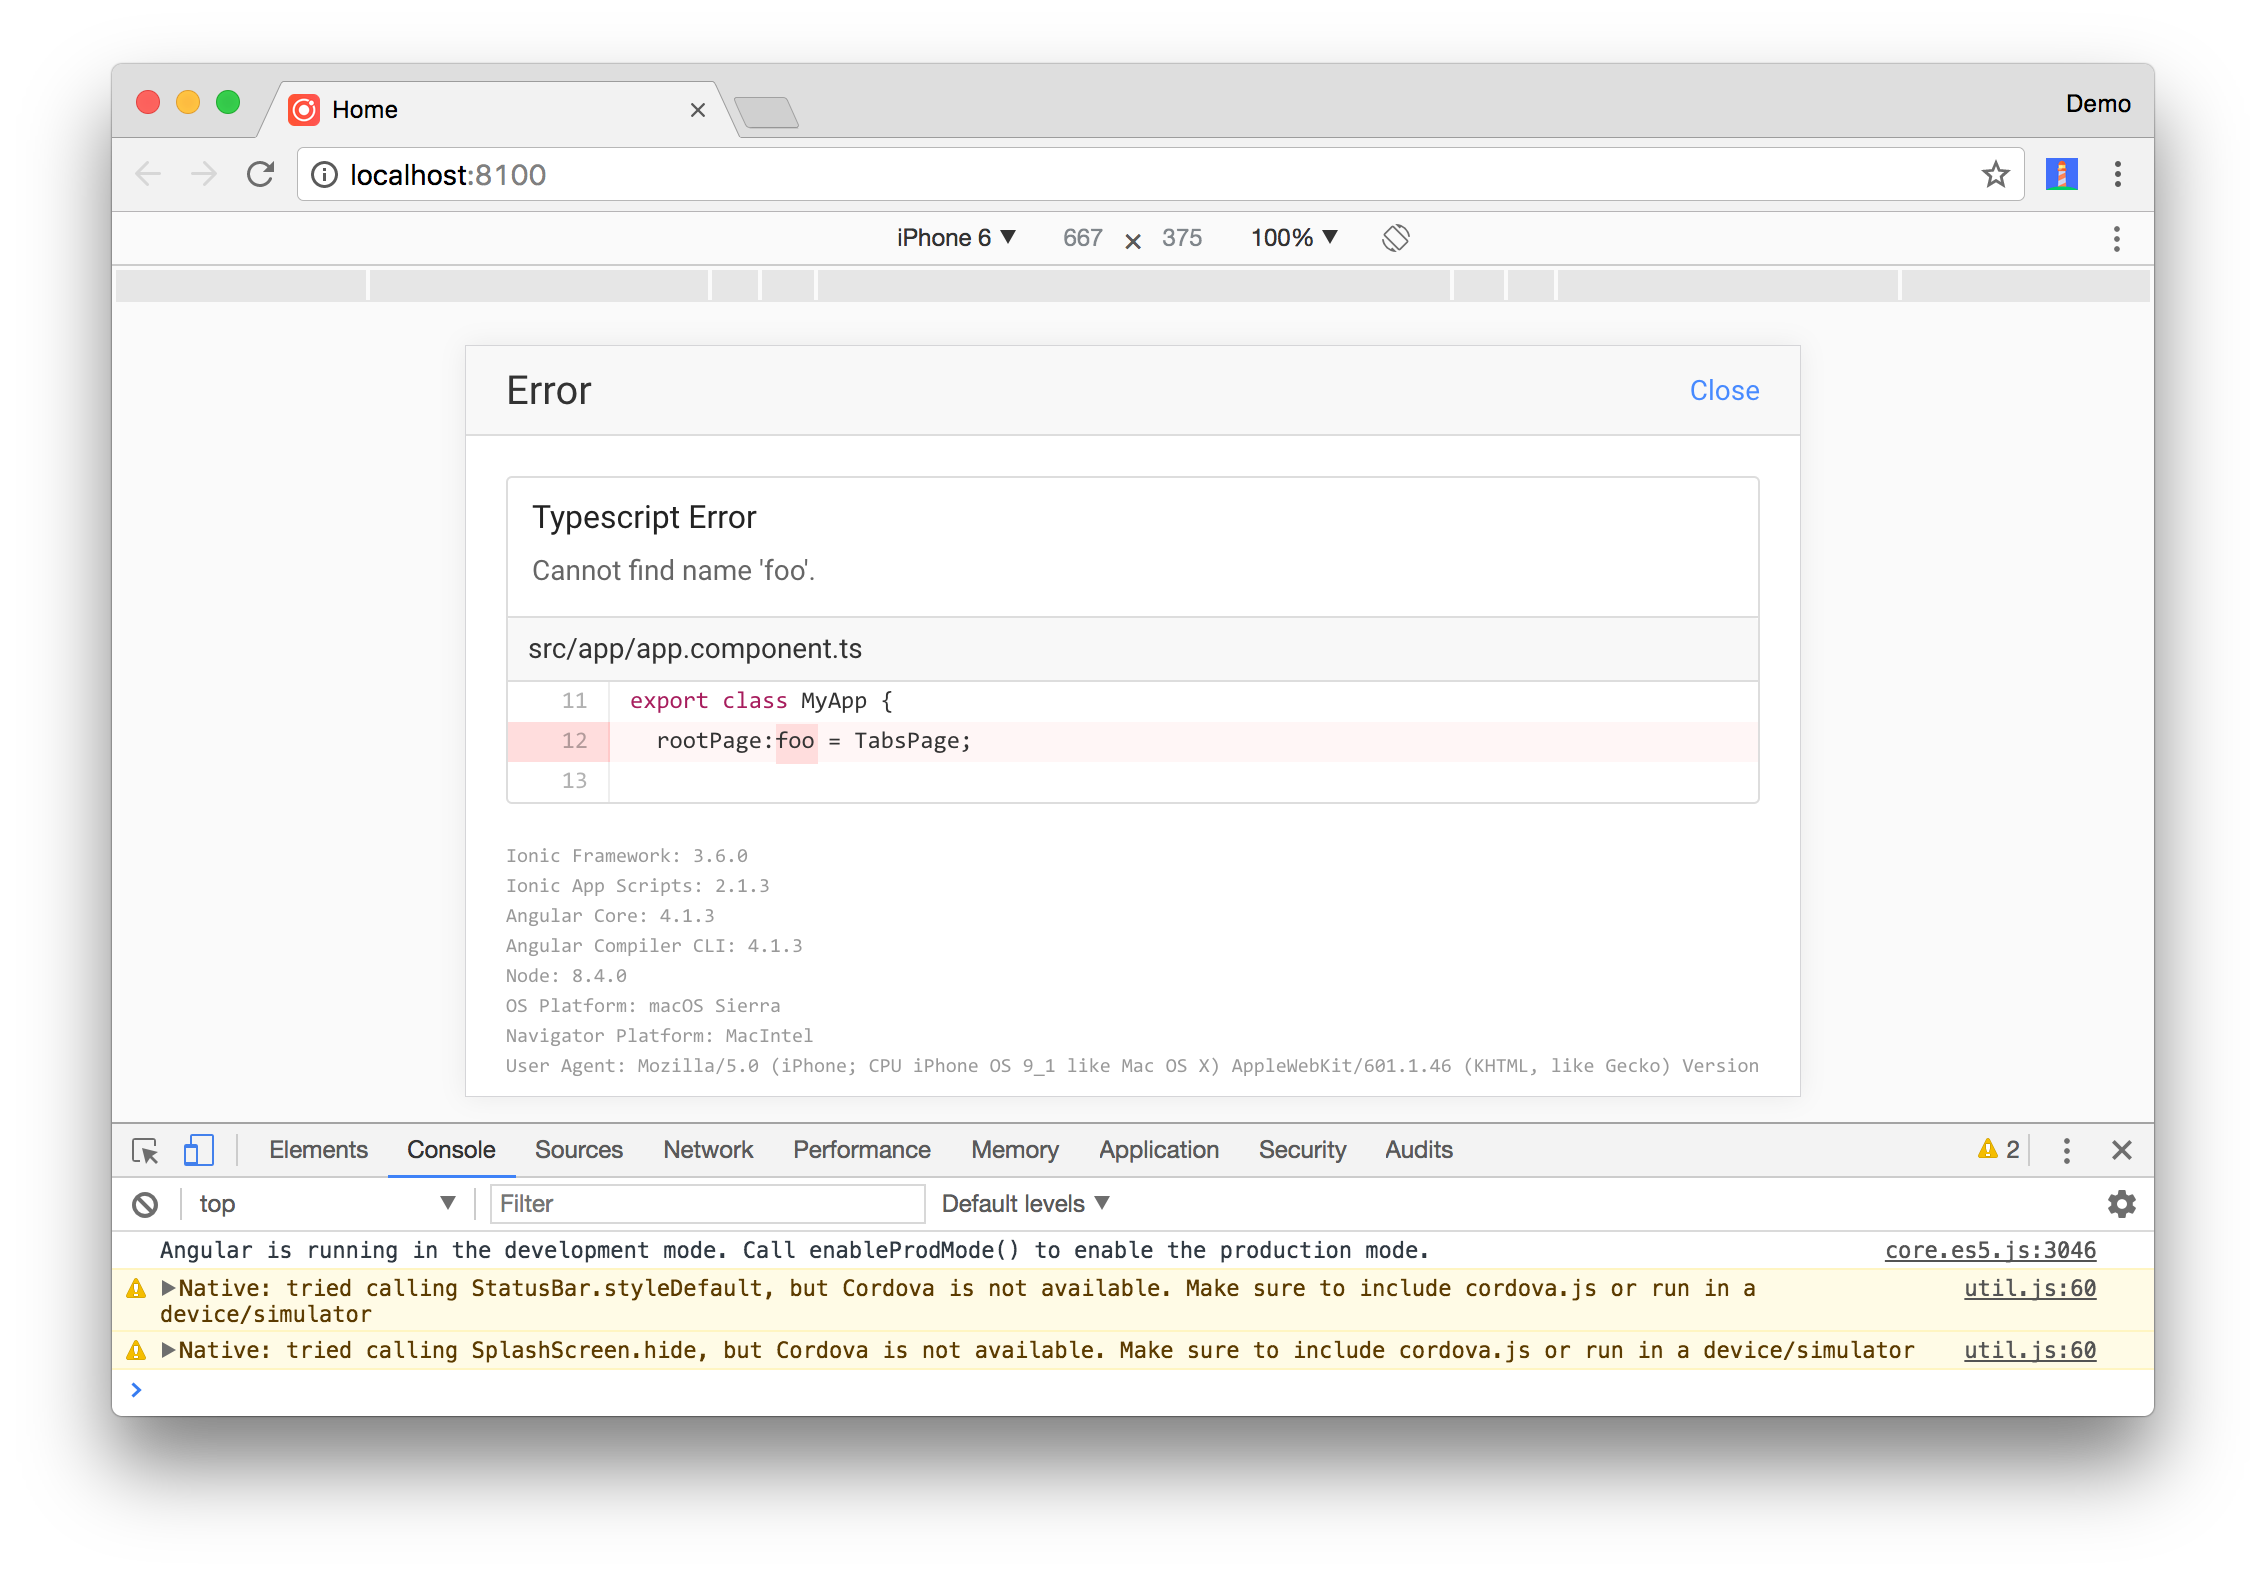 Home
Demo
localhost:8100
iPhone 6 ▼ 667 × 375 100% ▼
Error
Close
Typescript Error
Cannot find name 'foo'.
src/app/app.component.ts
11 export class MyApp {
12 rootPage:foo = TabsPage;
13
Ionic Framework: 3.6.0
Ionic App Scripts: 2.1.3
Angular Core: 4.1.3
Angular Compiler CLI: 4.1.3
Node: 8.4.0
OS Platform: macOS Sierra
Navigator Platform: MacIntel
User Agent: Mozilla/5.0 (iPhone; CPU iPhone OS 9_1 like Mac OS X) AppleWebKit/601.1.46 (KHTML, like Gecko) Version
Elements Console Sources Network Performance Memory Application Security Audits 2
top ▼ Filter Default levels ▼
Angular is running in the development mode. Call enableProdMode() to enable the production mode. core.es5.js:3046
▶Native: tried calling StatusBar.styleDefault, but Cordova is not available. Make sure to include cordova.js or run in a util.js:60
device/simulator
▶Native: tried calling SplashScreen.hide, but Cordova is not available. Make sure to include cordova.js or run in a device/simulator util.js:60